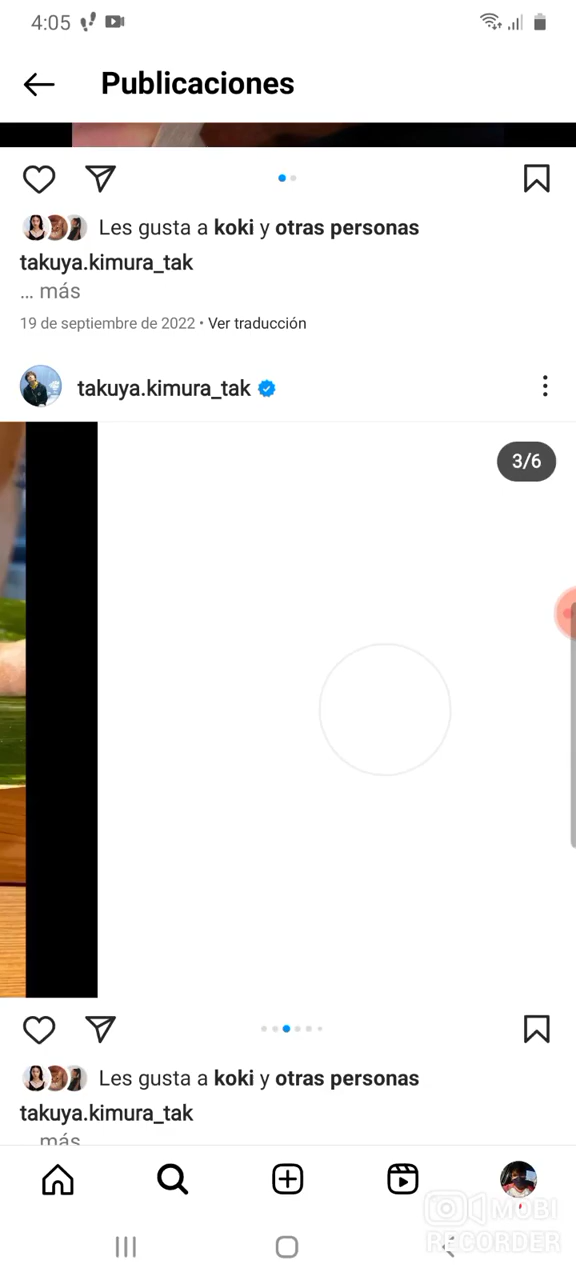 4:05
Publicaciones
Les gusta a koki y otras personas
takuya.kimura_tak
... más
19 de septiembre de 2022 • Ver traducción
takuya.kimura_tak
3/6
Les gusta a koki y otras personas
takuya.kimura_tak
... más
MOBI
RECORDER